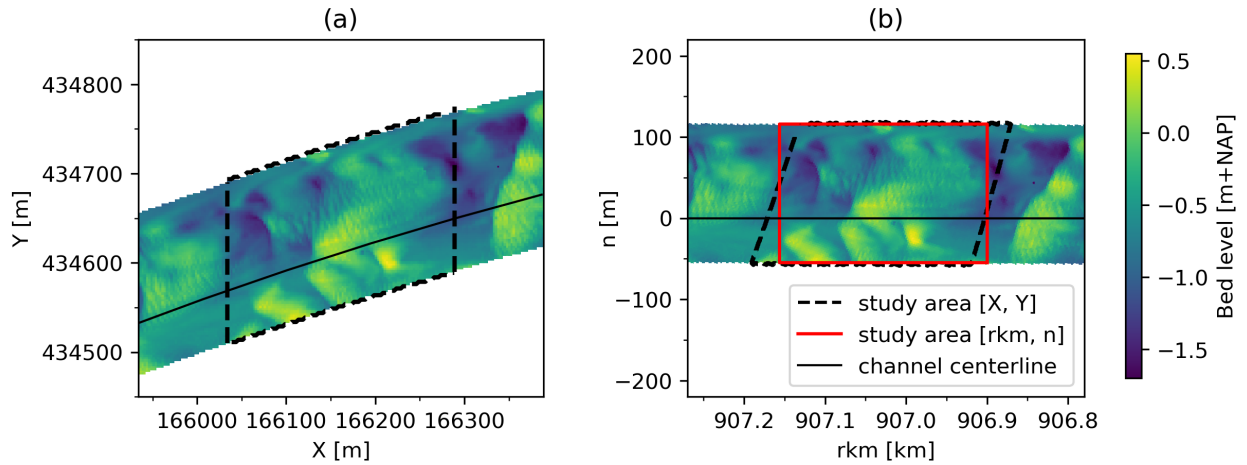 (a)
434800
434700
434600
434500
Y [m]
166000 166100 166200 166300
X [m]
(b)
200
100
0
−100
−200
n [m]
study area [X, Y]
study area [rkm, n]
channel centerline
907.2 907.1 907.0 906.9 906.8
rkm [km]
0.5
0.0
−0.5
−1.0
−1.5
Bed level [m+NAP]